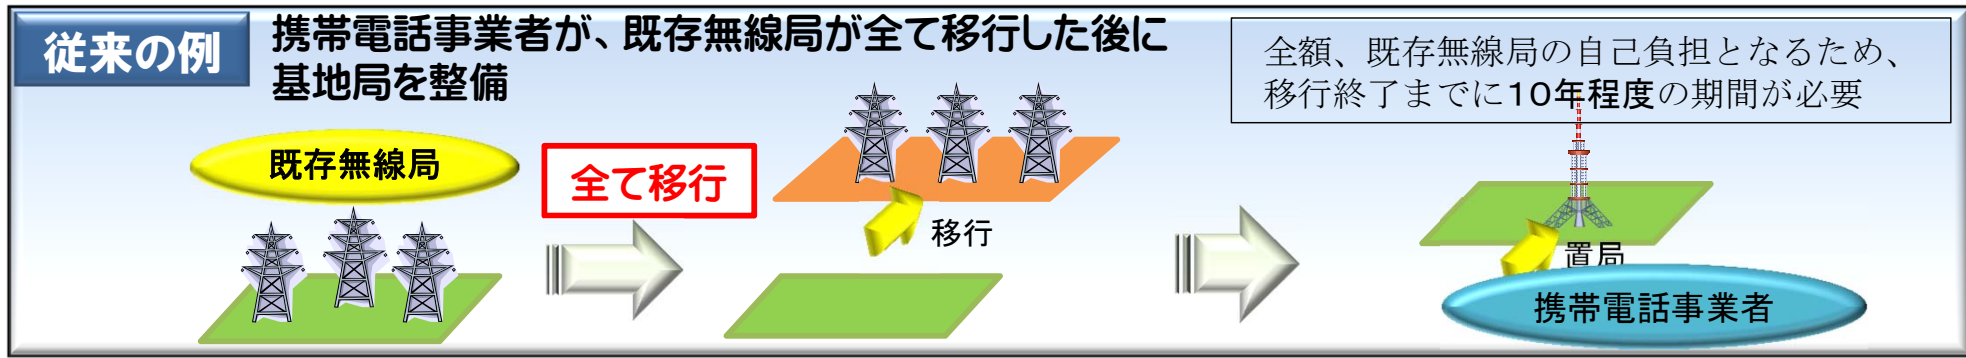 従来の例
携帯電話事業者が、既存無線局が全て移行した後に
基地局を整備
全額、既存無線局の自己負担となるため、
移行終了までに10年程度の期間が必要
既存無線局
全て移行
移行
置局
携帯電話事業者